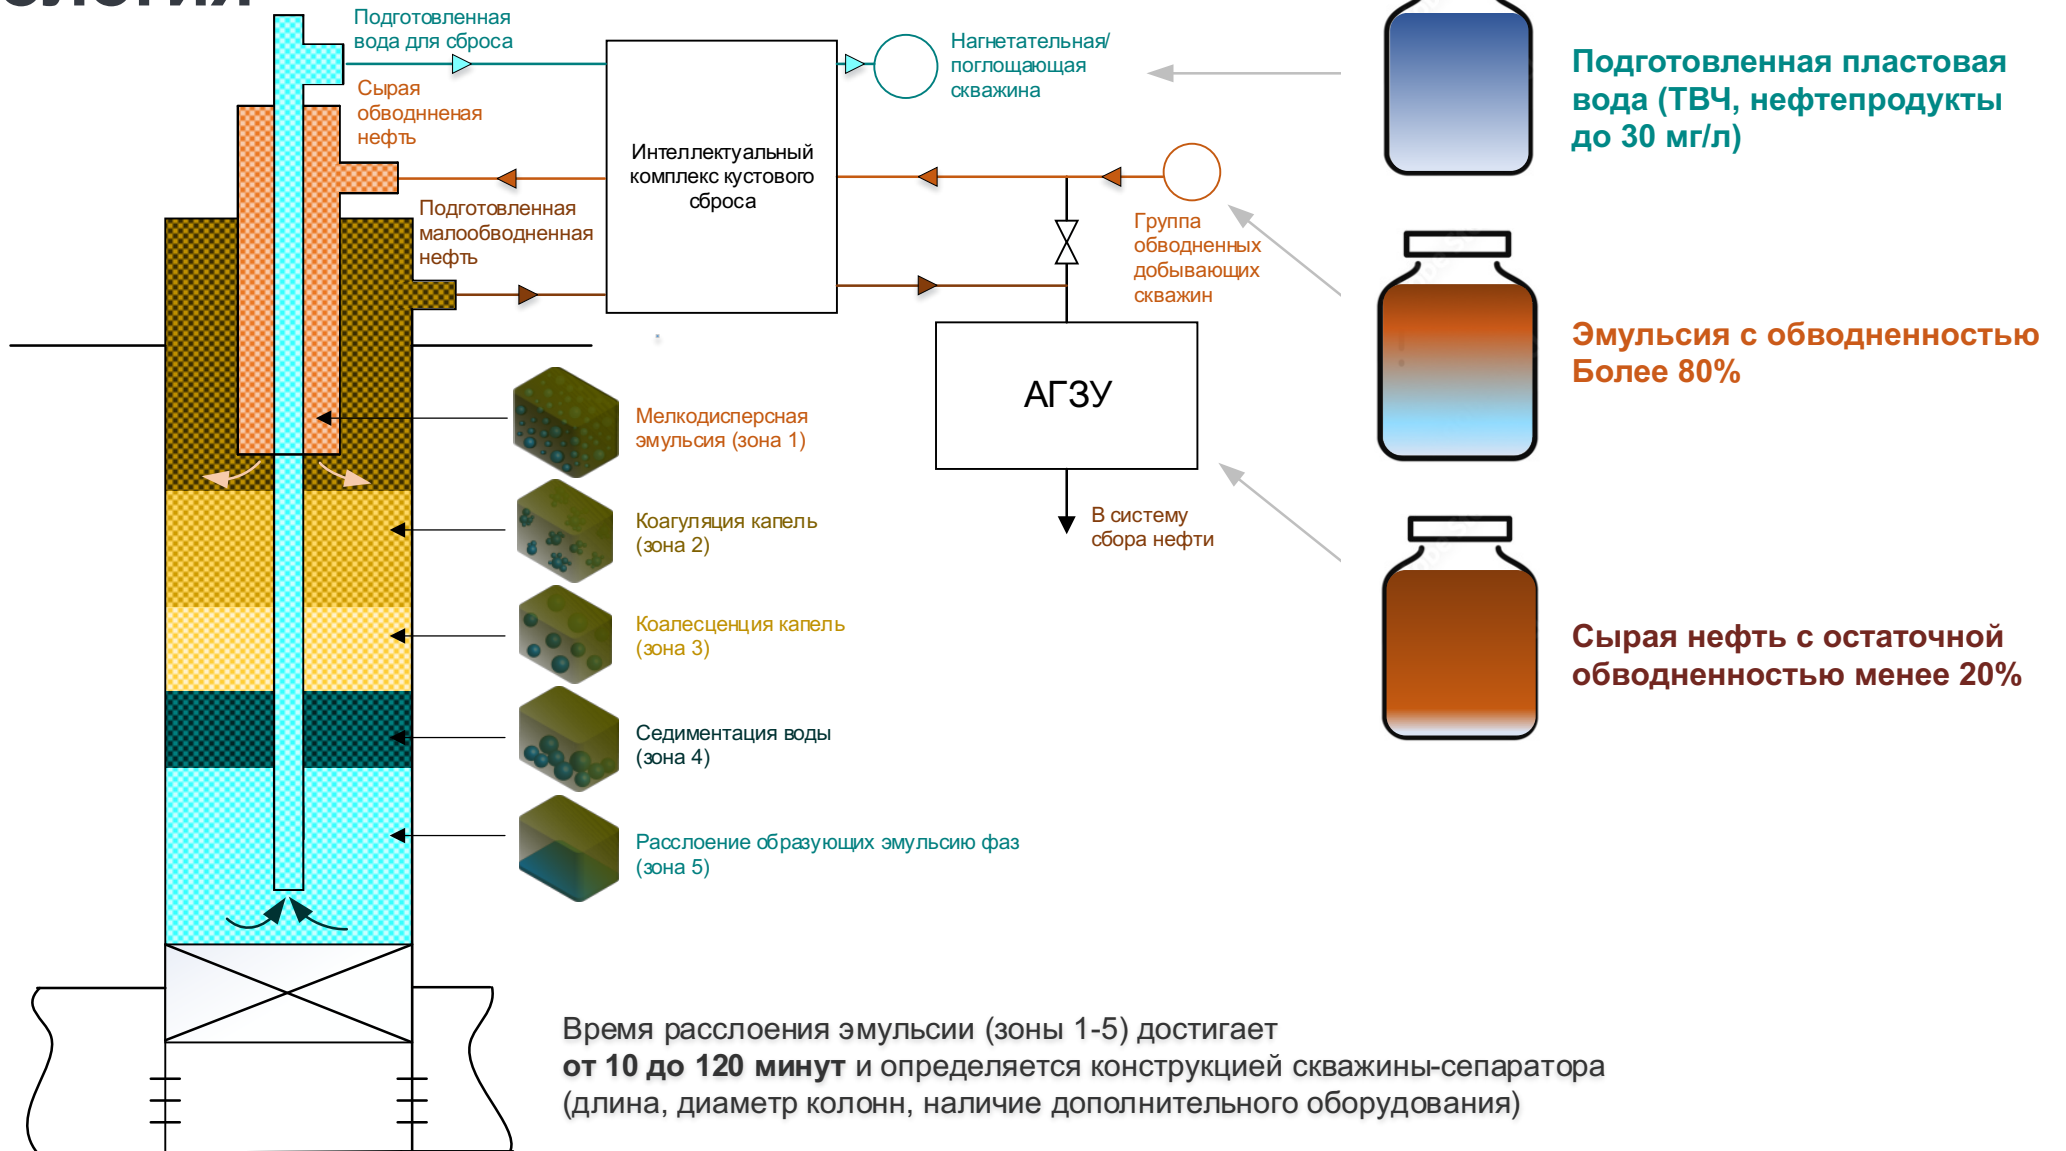 Подготовленная
вода для сброса
Сырая
обводнненая
нефть
Подготовленная
малообводненная
нефть
Интеллектуальный
комплекс кустового
сброса
Нагнетательная/
поглощающая
скважина
Группа
обводненных
добывающих
скважин
АГЗУ
В систему
сбора нефти
Мелкодисперсная
эмульсия (зона 1)
Коагуляция капель
(зона 2)
Коалесценция капель
(зона 3)
Седиментация воды
(зона 4)
Расслоение образующих эмульсию фаз
(зона 5)
Подготовленная пластовая
вода (ТВЧ, нефтепродукты
до 30 мг/л)
Эмульсия с обводненностью
Более 80%
Сырая нефть с остаточной
обводненностью менее 20%
Время расслоения эмульсии (зоны 1-5) достигает
от 10 до 120 минут и определяется конструкцией скважины-сепаратора
(длина, диаметр колонн, наличие дополнительного оборудования)